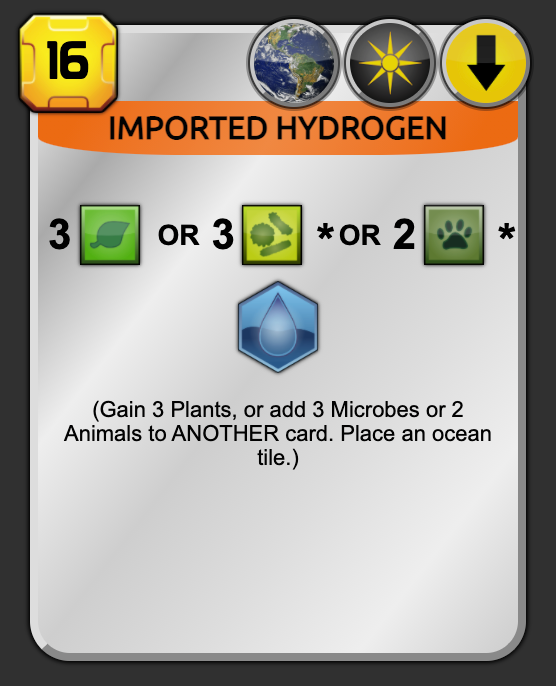 16
IMPORTED HYDROGEN
3 OR 3 * OR 2 *
(Gain 3 Plants, or add 3 Microbes or 2
Animals to ANOTHER card. Place an ocean
tile.)